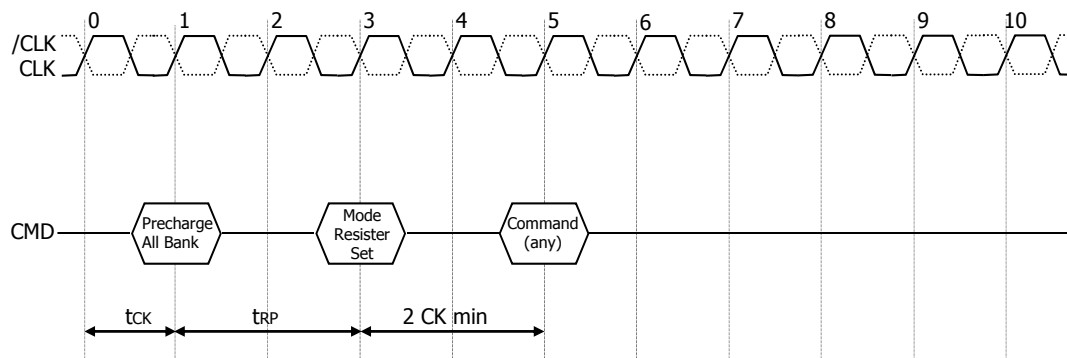 0 1 2 3 4 5 6 7 8 9 10
/CLK
CLK
CMD
Precharge
All Bank
Mode
Resister
Set
Command
(any)
tCK
tRP
2 CK min